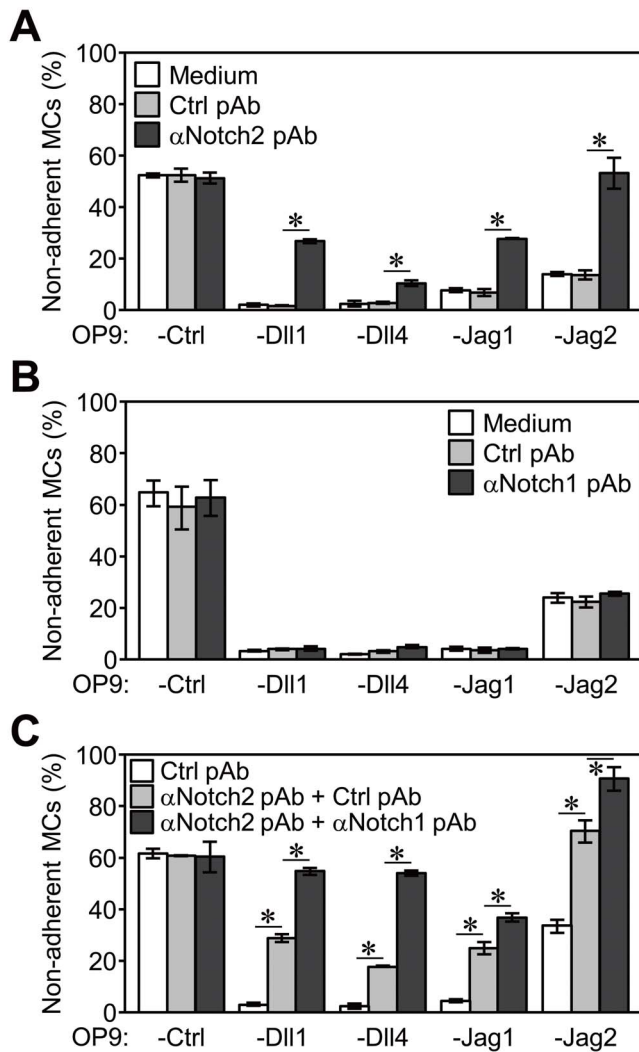 A
Non-adherent MCs (%)
100
80
60
40
20
0
Medium
Ctrl pAb
αNotch2 pAb
*
*
*
*
OP9: -Ctrl -Dll1 -Dll4 -Jag1 -Jag2
B
Non-adherent MCs (%)
100
80
60
40
20
0
Medium
Ctrl pAb
αNotch1 pAb
OP9: -Ctrl -Dll1 -Dll4 -Jag1 -Jag2
C
Non-adherent MCs (%)
100
80
60
40
20
0
Ctrl pAb
αNotch2 pAb + Ctrl pAb
αNotch2 pAb + αNotch1 pAb
* *
* *
* *
* *
OP9: -Ctrl -Dll1 -Dll4 -Jag1 -Jag2